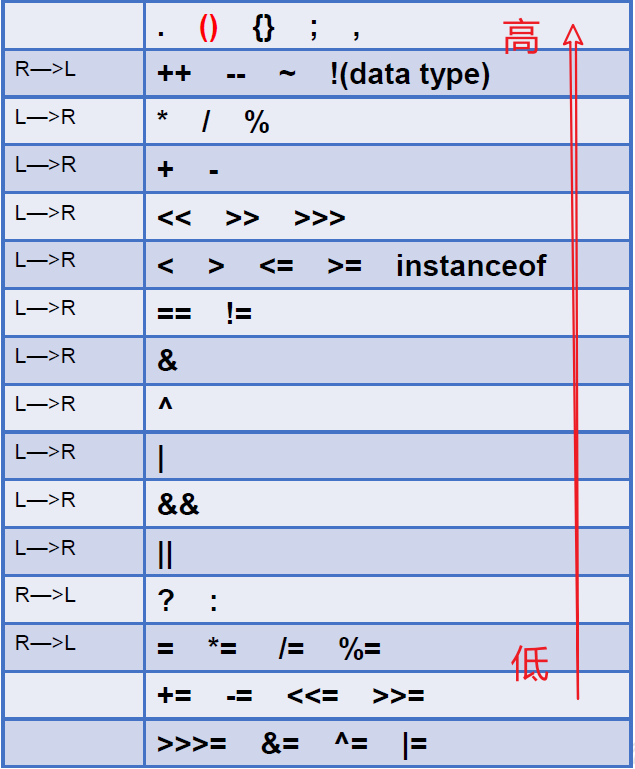 . () {} ; , 高
R—>L ++ -- ~ !(data type)
L—>R * / %
L—>R + -
L—>R << >> >>>
L—>R < > <= >= instanceof
L—>R == !=
L—>R &
L—>R ^
L—>R |
L—>R &&
L—>R ||
R—>L ? :
R—>L = *= /= %= 低
+= -= <<= >>=
>>>= &= ^= |=